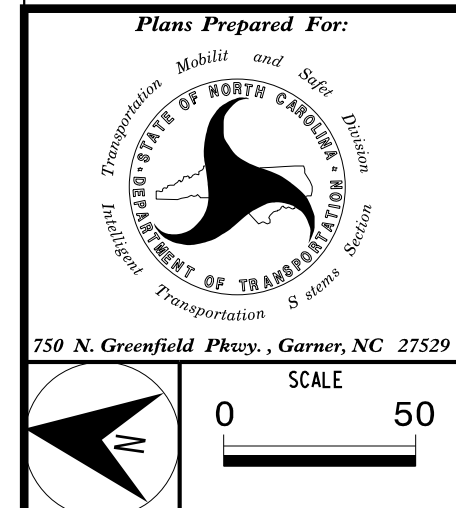 Plans Prepared For:
Transportation Mobilit and Safet Division
STATE OF NORTH CAROLINA
DEPARTMENT OF TRANSPORTATION
Intelligent Transportation S stems Section
750 N. Greenfield Pkwy. , Garner, NC 27529
SCALE
0 50
N